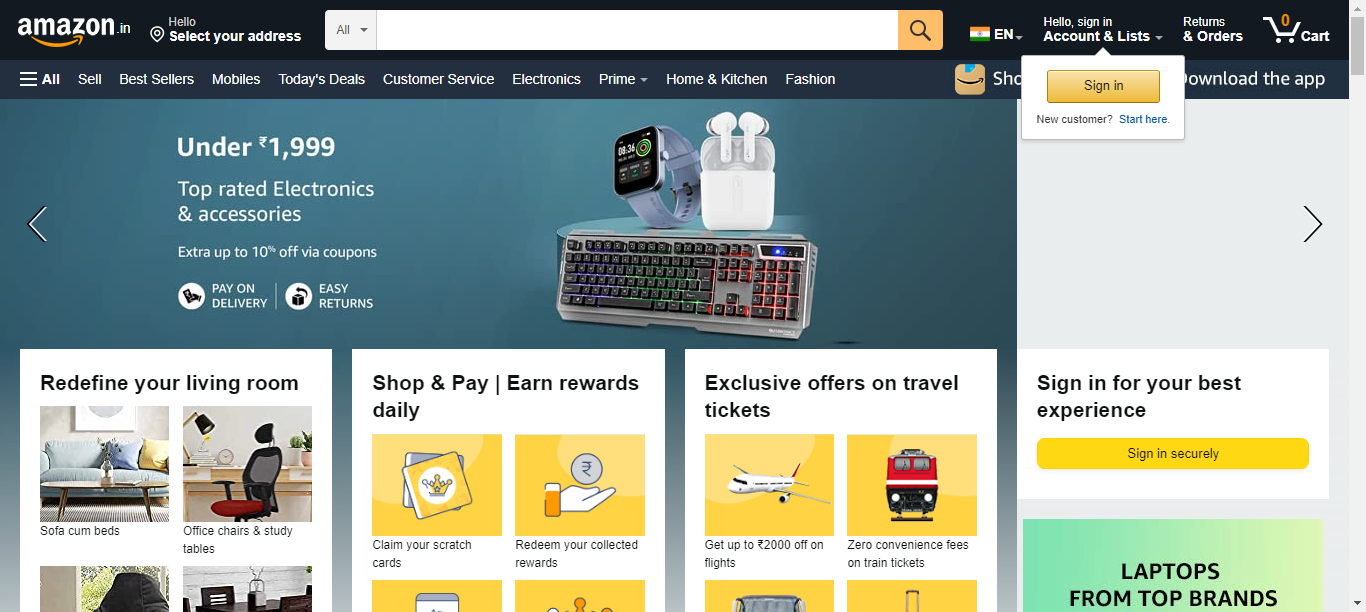 amazon.in
Hello
Select your address
All
EN
Hello, sign in
Account & Lists
Returns
& Orders
0
Cart
All
Sell
Best Sellers
Mobiles
Today's Deals
Customer Service
Electronics
Prime
Home & Kitchen
Fashion
Download the app
Sign in
New customer? Start here.
Under ₹1,999
Top rated Electronics
& accessories
Extra up to 10% off via coupons
PAY ON
DELIVERY
EASY
RETURNS
08:36
Redefine your living room
Sofa cum beds
Office chairs & study
tables
Shop & Pay | Earn rewards
daily
₹
Claim your scratch
cards
Redeem your collected
rewards
Exclusive offers on travel
tickets
Get up to ₹2000 off on
flights
Zero convenience fees
on train tickets
Sign in for your best
experience
Sign in securely
LAPTOPS
FROM TOP BRANDS